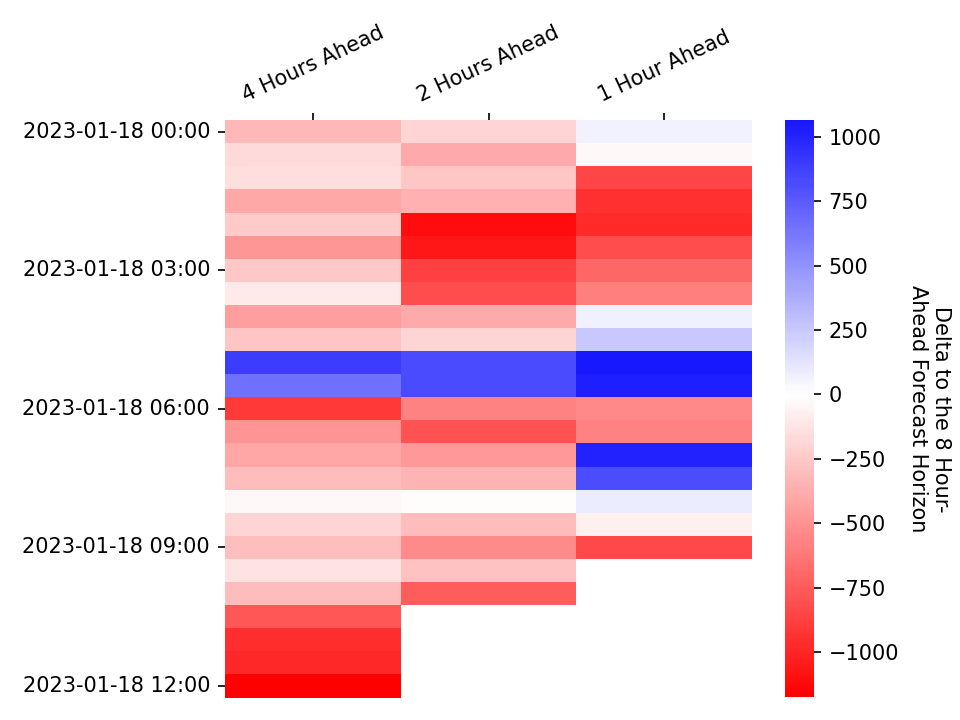 4 Hours Ahead
2 Hours Ahead
1 Hour Ahead
2023-01-18 00:00
2023-01-18 03:00
2023-01-18 06:00
2023-01-18 09:00
2023-01-18 12:00
1000
750
500
250
0
−250
−500
−750
−1000
Delta to the 8 Hour-
Ahead Forecast Horizon